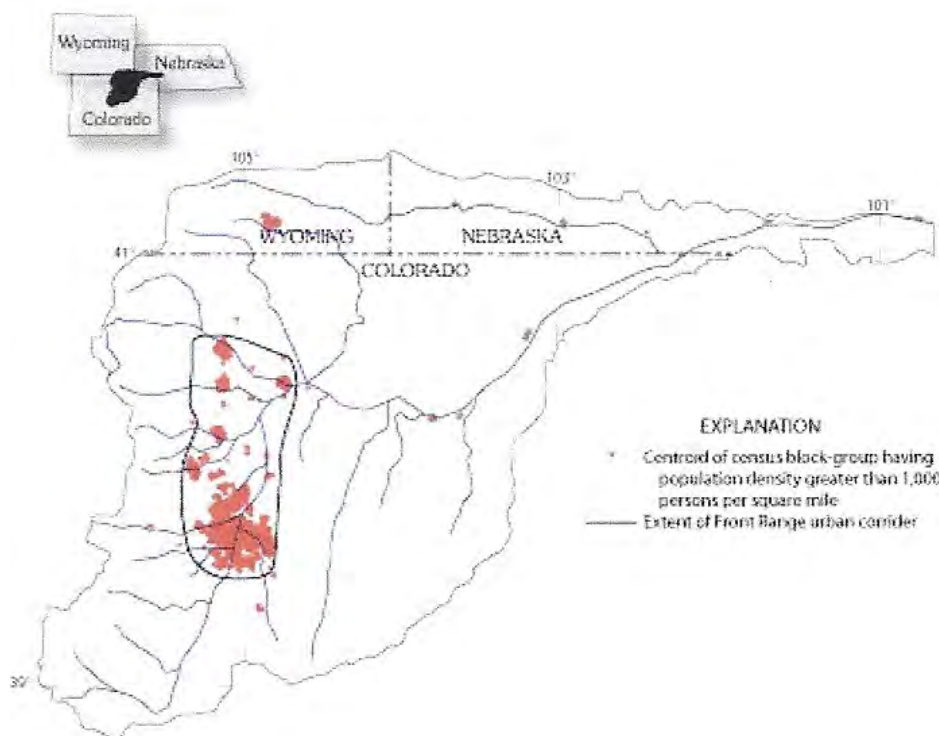 Wyoming
Nebraska
Colorado
105°
103°
101°
WYOMING
NEBRASKA
41°
COLORADO
EXPLANATION
Centroid of census block-group having
population density greater than 1,000
persons per square mile
Extent of Front Range urban corrider
39°